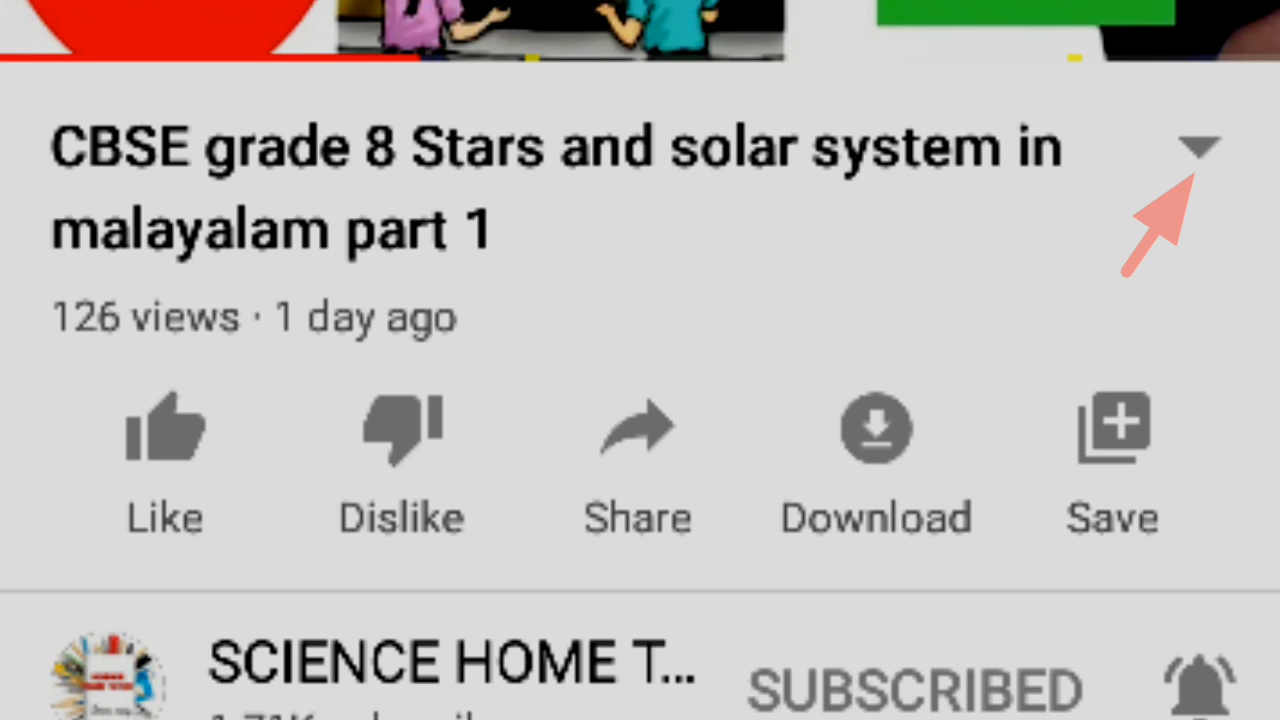 CBSE grade 8 Stars and solar system in
malayalam part 1
126 views · 1 day ago
Like Dislike Share Download Save
SCIENCE HOME T...
SUBSCRIBED